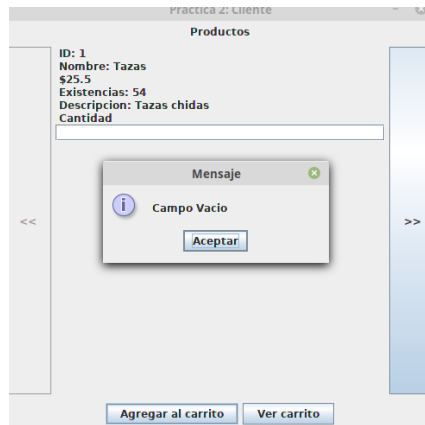 Practica 2: Cliente
Productos
ID: 1
Nombre: Tazas
$25.5
Existencias: 54
Descripcion: Tazas chidas
Cantidad
Mensaje
Campo Vacio
Aceptar
<<
>>
Agregar al carrito
Ver carrito